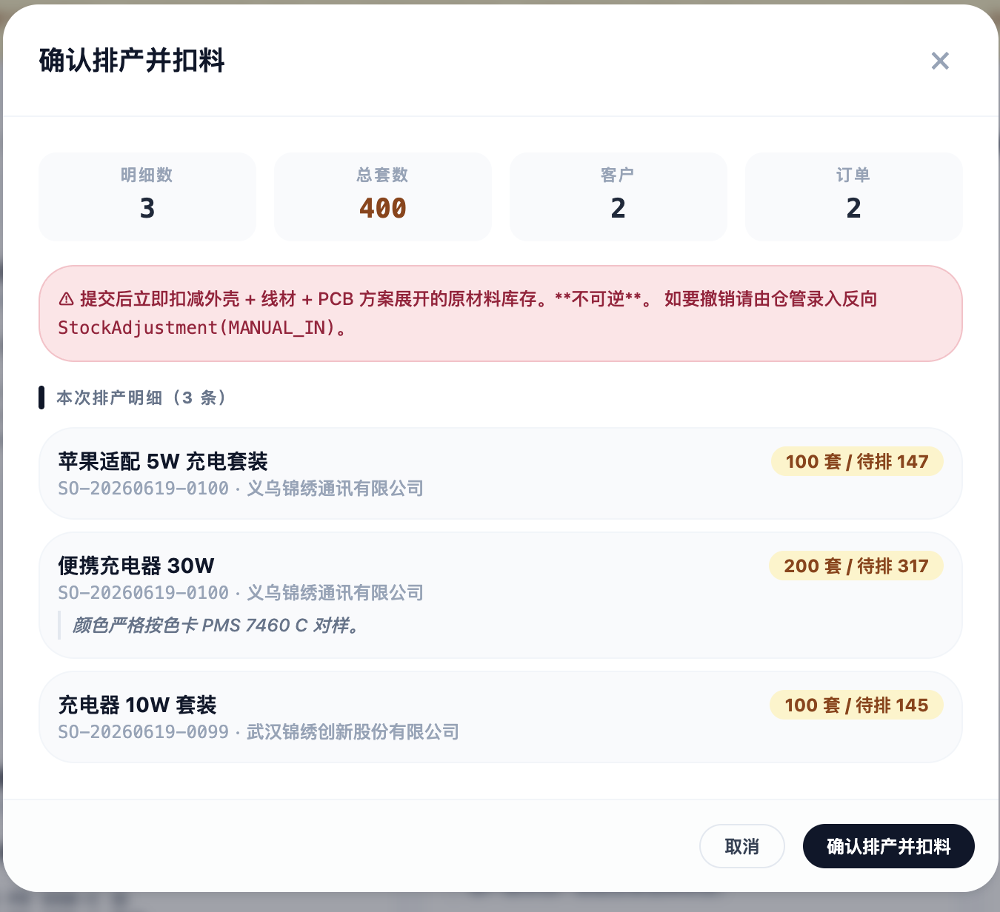 确认排产并扣料
明细数
3
总套数
400
客户
2
订单
2
⚠ 提交后立即扣减外壳 + 线材 + PCB 方案展开的原材料库存。**不可逆**。 如要撤销请由仓管录入反向
StockAdjustment(MANUAL_IN)。
本次排产明细（3 条）
苹果适配 5W 充电套装
100 套 / 待排 147
SO-20260619-0100 · 义乌锦绣通讯有限公司
便携充电器 30W
200 套 / 待排 317
SO-20260619-0100 · 义乌锦绣通讯有限公司
颜色严格按色卡 PMS 7460 C 对样。
充电器 10W 套装
100 套 / 待排 145
SO-20260619-0099 · 武汉锦绣创新股份有限公司
取消
确认排产并扣料